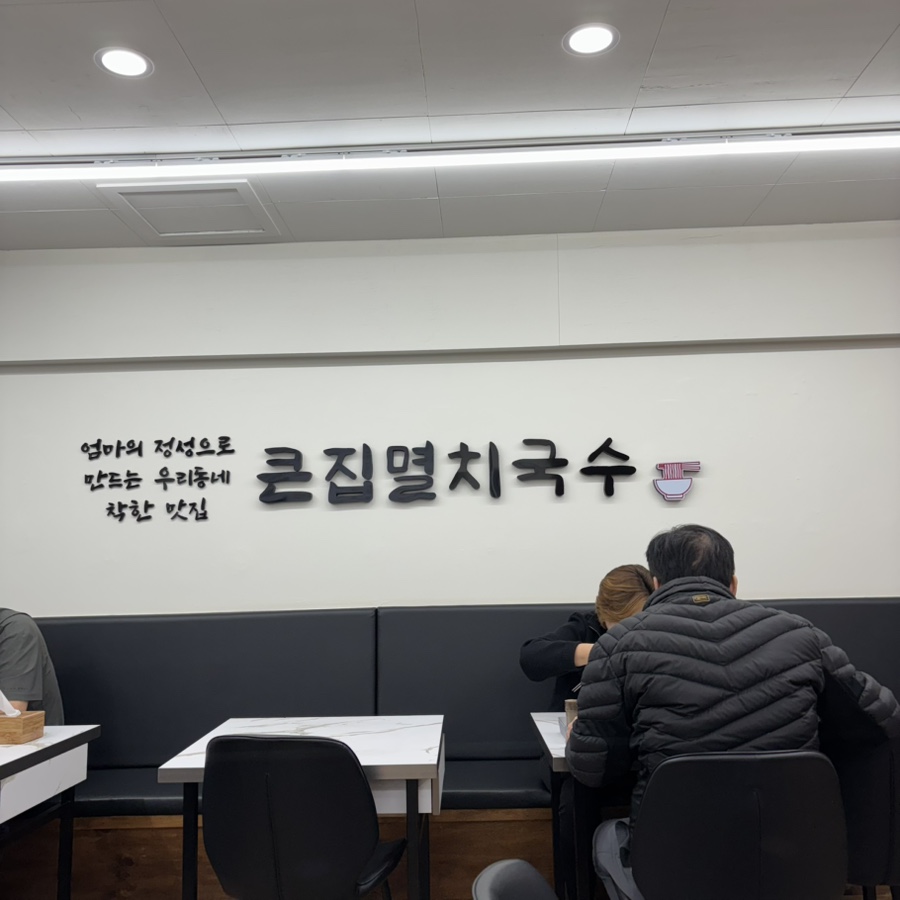 엄마의 정성으로
만드는 우리동네
착한 맛집
큰집멸치국수